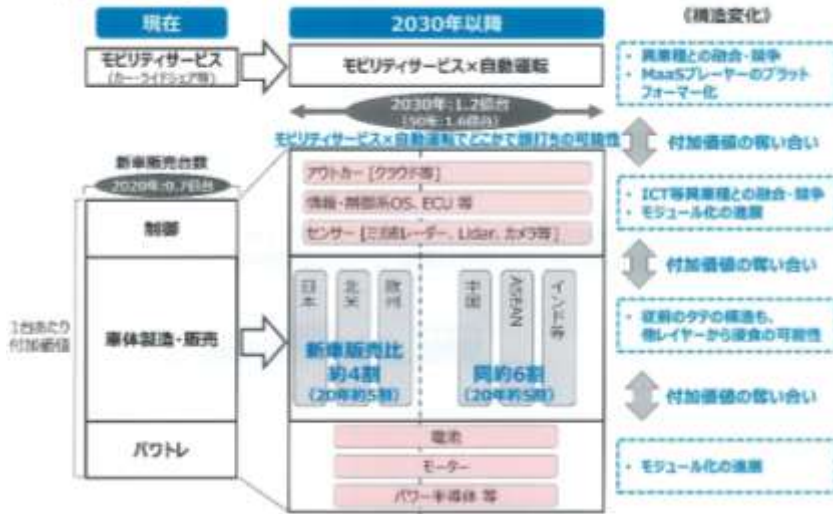 現在
2030年以降
《構造変化》
モビリティサービス
(カー・ライドシェア等)
モビリティサービス×自動運転
・ 異業種との融合・競争
・ MaaSプレーヤーのプラット
フォーマー化
2030年:1.2億台
(50年:1.6億台)
モビリティサービス×自動運転でどこかで頭打ちの可能性
付加価値の奪い合い
新車販売台数
2020年:0.7億台
アウトカー [クラウド等]
情報・制御系OS、ECU 等
センサー [三次元レーダー、Lidar、カメラ等]
・ ICT等異業種との融合・競争
・ モジュール化の進展
制御
付加価値の奪い合い
日本
北米
欧州
中国
ASEAN
インド等
1台あたり
付加価値
車体製造・販売
新車販売比
約4割
(20年約5割)
同約6割
(20年約5割)
・ 従前のタテの構造も、
他レイヤーから浸食の可能性
付加価値の奪い合い
パワトレ
電池
モーター
パワー半導体 等
・ モジュール化の進展